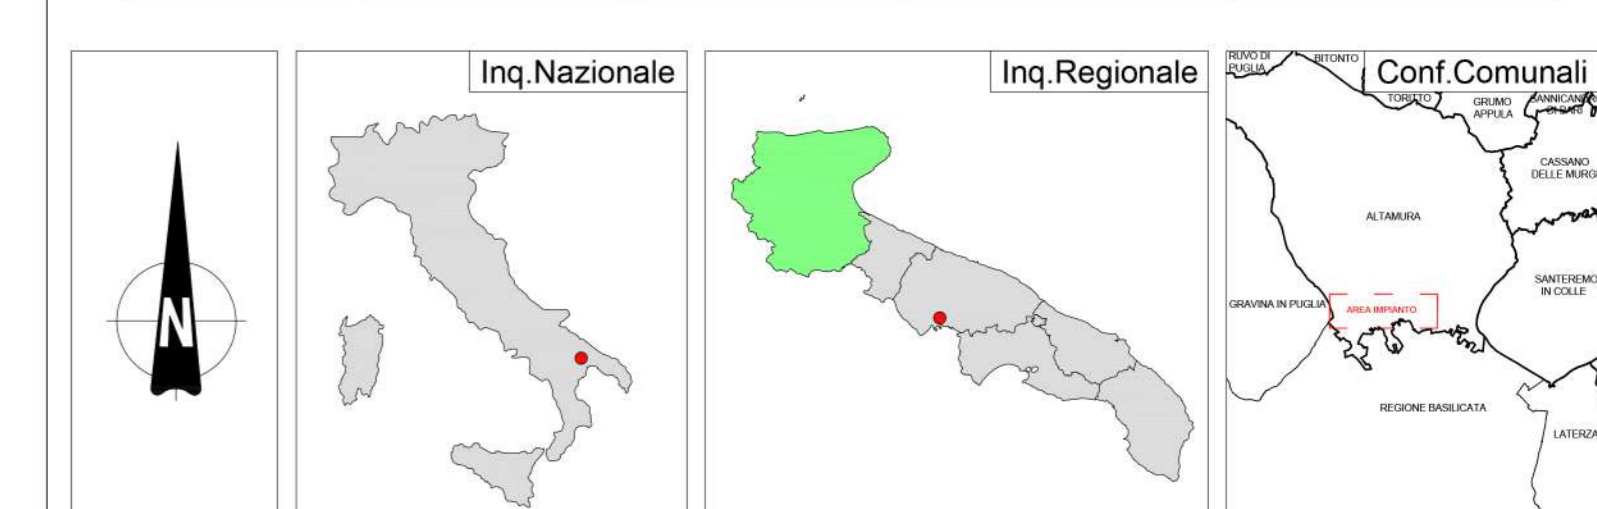 Inq.Nazionale
Inq.Regionale
Conf.Comunali
N
RUVO DI
PUGLIA
BITONTO
TORITTO
GRUMO
APPULA
CASSANO
DELLE MURG
ALTAMURA
SANTEREMO
IN COLLE
GRAVINA IN PUGLIA
AREA IMPIANTO
REGIONE BASILICATA
LATERZA